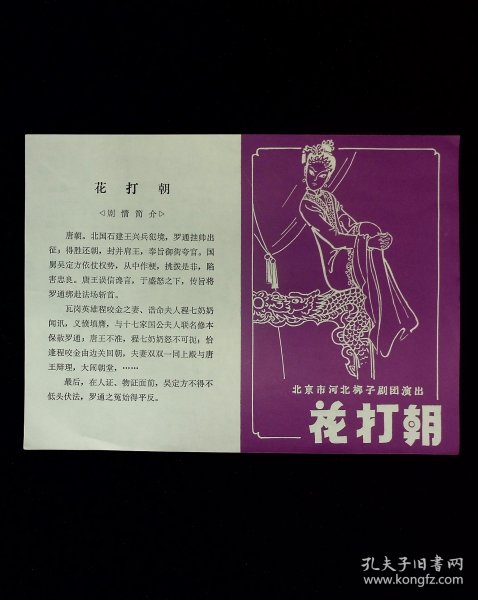 花打朝
◁剧情简介▷
唐朝。北国石建王兴兵犯境，罗通挂帅出
征；得胜还朝，封并肩王，奉旨御街夸官。国
舅吴定方依仗权势，从中作梗，挑拨是非，陷
害忠良。唐王误信谗言，于盛怒之下，传旨将
罗通绑赴法场斩首。
瓦岗英雄程咬金之妻、诰命夫人程七奶奶
闻讯，义愤填膺，与十七家国公夫人联名修本
保救罗通；唐王不准，程七奶奶怒不可扼；恰
逢程咬金由边关回朝，夫妻双双一同上殿与唐
王辩理，大闹朝堂，……
最后，在人证、物证面前，吴定方不得不
低头伏法，罗通之冤始得平反。
北京市河北梆子剧团演出
花打朝
孔夫子旧书网
www.kongfz.com